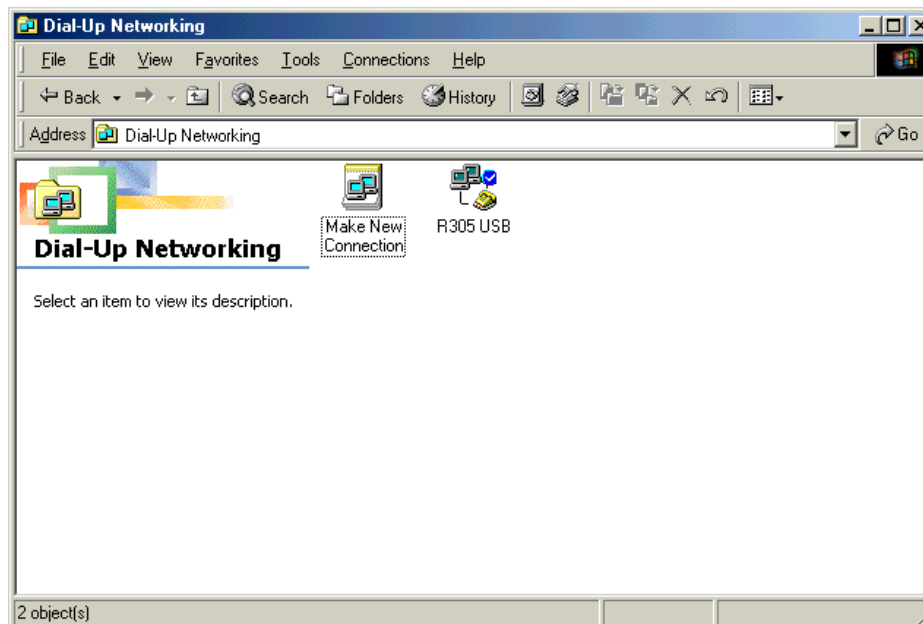 Dial-Up Networking
File Edit View Favorites Tools Connections Help
Back Search Folders History
Address Dial-Up Networking Go
Make New
Connection
R305 USB
Dial-Up Networking
Select an item to view its description.
2 object(s)